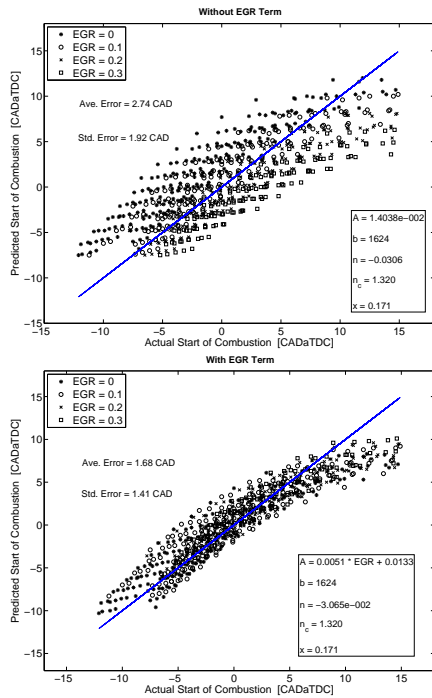 Without EGR Term
EGR = 0
EGR = 0.1
EGR = 0.2
EGR = 0.3
Ave. Error = 2.74 CAD
Std. Error = 1.92 CAD
A = 1.4038e−002
b = 1624
n = −0.0306
n_c = 1.320
x = 0.171
15
10
5
0
−5
−10
−15
−15 −10 −5 0 5 10 15
Predicted Start of Combustion [CADaTDC]
Actual Start of Combustion [CADaTDC]
With EGR Term
EGR = 0
EGR = 0.1
EGR = 0.2
EGR = 0.3
Ave. Error = 1.68 CAD
Std. Error = 1.41 CAD
A = 0.0051 * EGR + 0.0133
b = 1624
n = −3.065e−002
n_c = 1.320
x = 0.171
15
10
5
0
−5
−10
−15
−15 −10 −5 0 5 10 15
Predicted Start of Combustion [CADaTDC]
Actual Start of Combustion [CADaTDC]